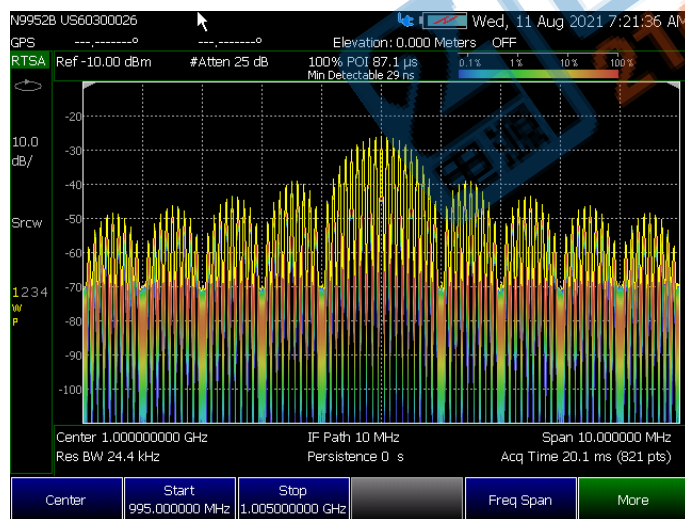 N9952B US60300026 Wed, 11 Aug 2021 7:21:36 AM
GPS ---,-------° ---,-------° Elevation: 0.000 Meters OFF
RTSA Ref -10.00 dBm #Atten 25 dB 100% POI 87.1 µs 0.1% 1% 10% 100%
Min Detectable 29 ns
-20
10.0
dB/
-30
-40
Srcw
-50
-60
1234
-70
W
P
-80
-90
-100
电源
Center 1.000000000 GHz IF Path 10 MHz Span 10.000000 MHz
Res BW 24.4 kHz Persistence 0 s Acq Time 20.1 ms (821 pts)
Center
Start
995.000000 MHz
Stop
1.005000000 GHz
Freq Span
More